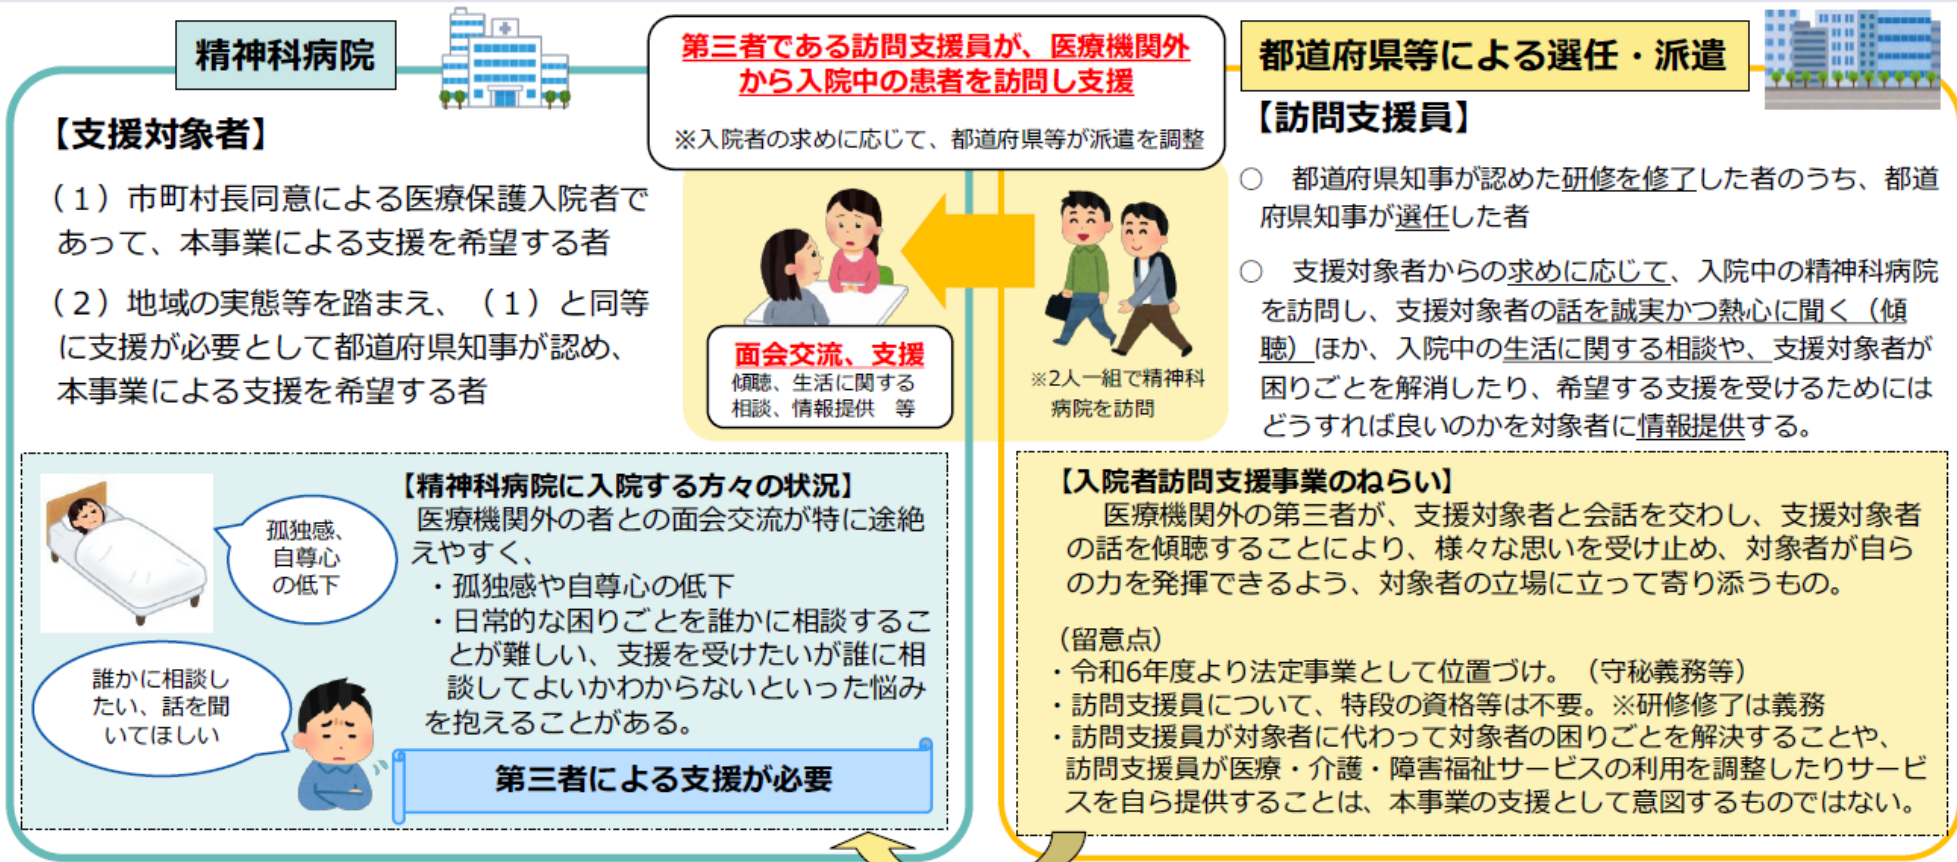 精神科病院
【支援対象者】
（１）市町村長同意による医療保護入院者で
あって、本事業による支援を希望する者
（２）地域の実態等を踏まえ、（１）と同等
に支援が必要として都道府県知事が認め、
本事業による支援を希望する者
第三者である訪問支援員が、医療機関外
から入院中の患者を訪問し支援
※入院者の求めに応じて、都道府県等が派遣を調整
面会交流、支援
傾聴、生活に関する
相談、情報提供　等
※2人一組で精神科
病院を訪問
都道府県等による選任・派遣
【訪問支援員】
○　都道府県知事が認めた研修を修了した者のうち、都道
府県知事が選任した者
○　支援対象者からの求めに応じて、入院中の精神科病院
を訪問し、支援対象者の話を誠実かつ熱心に聞く（傾
聴）ほか、入院中の生活に関する相談や、支援対象者が
困りごとを解消したり、希望する支援を受けるためには
どうすれば良いのかを対象者に情報提供する。
【精神科病院に入院する方々の状況】
医療機関外の者との面会交流が特に途絶
えやすく、
・孤独感や自尊心の低下
・日常的な困りごとを誰かに相談するこ
とが難しい、支援を受けたいが誰に相
談してよいかわからないといった悩み
を抱えることがある。
孤独感、
自尊心
の低下
誰かに相談し
たい、話を聞
いてほしい
第三者による支援が必要
【入院者訪問支援事業のねらい】
医療機関外の第三者が、支援対象者と会話を交わし、支援対象者
の話を傾聴することにより、様々な思いを受け止め、対象者が自ら
の力を発揮できるよう、対象者の立場に立って寄り添うもの。
（留意点）
・令和6年度より法定事業として位置づけ。（守秘義務等）
・訪問支援員について、特段の資格等は不要。※研修修了は義務
・訪問支援員が対象者に代わって対象者の困りごとを解決することや、
訪問支援員が医療・介護・障害福祉サービスの利用を調整したりサービ
スを自ら提供することは、本事業の支援として意図するものではない。